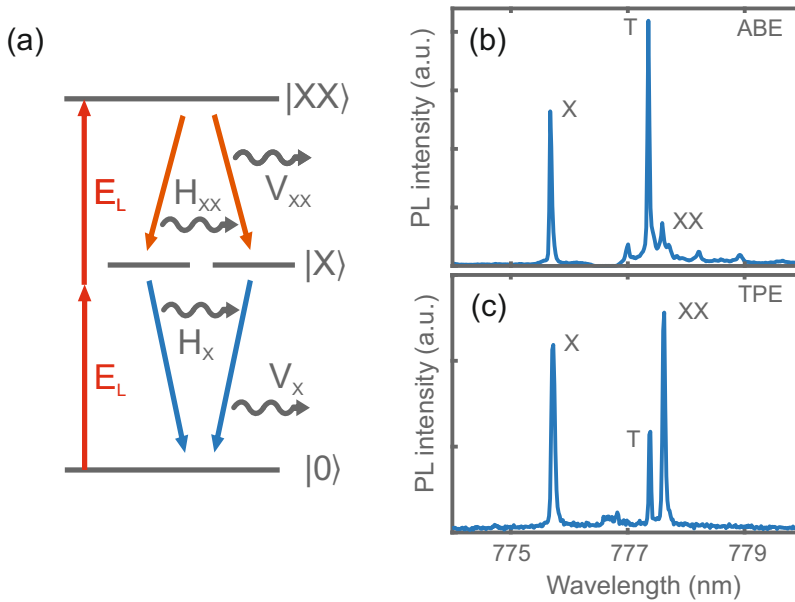 (a)
|XX⟩
E_L
H_XX
V_XX
|X⟩
E_L
H_X
V_X
|0⟩
(b)
ABE
X
T
XX
PL intensity (a.u.)
(c)
TPE
X
T
XX
PL intensity (a.u.)
775
777
779
Wavelength (nm)